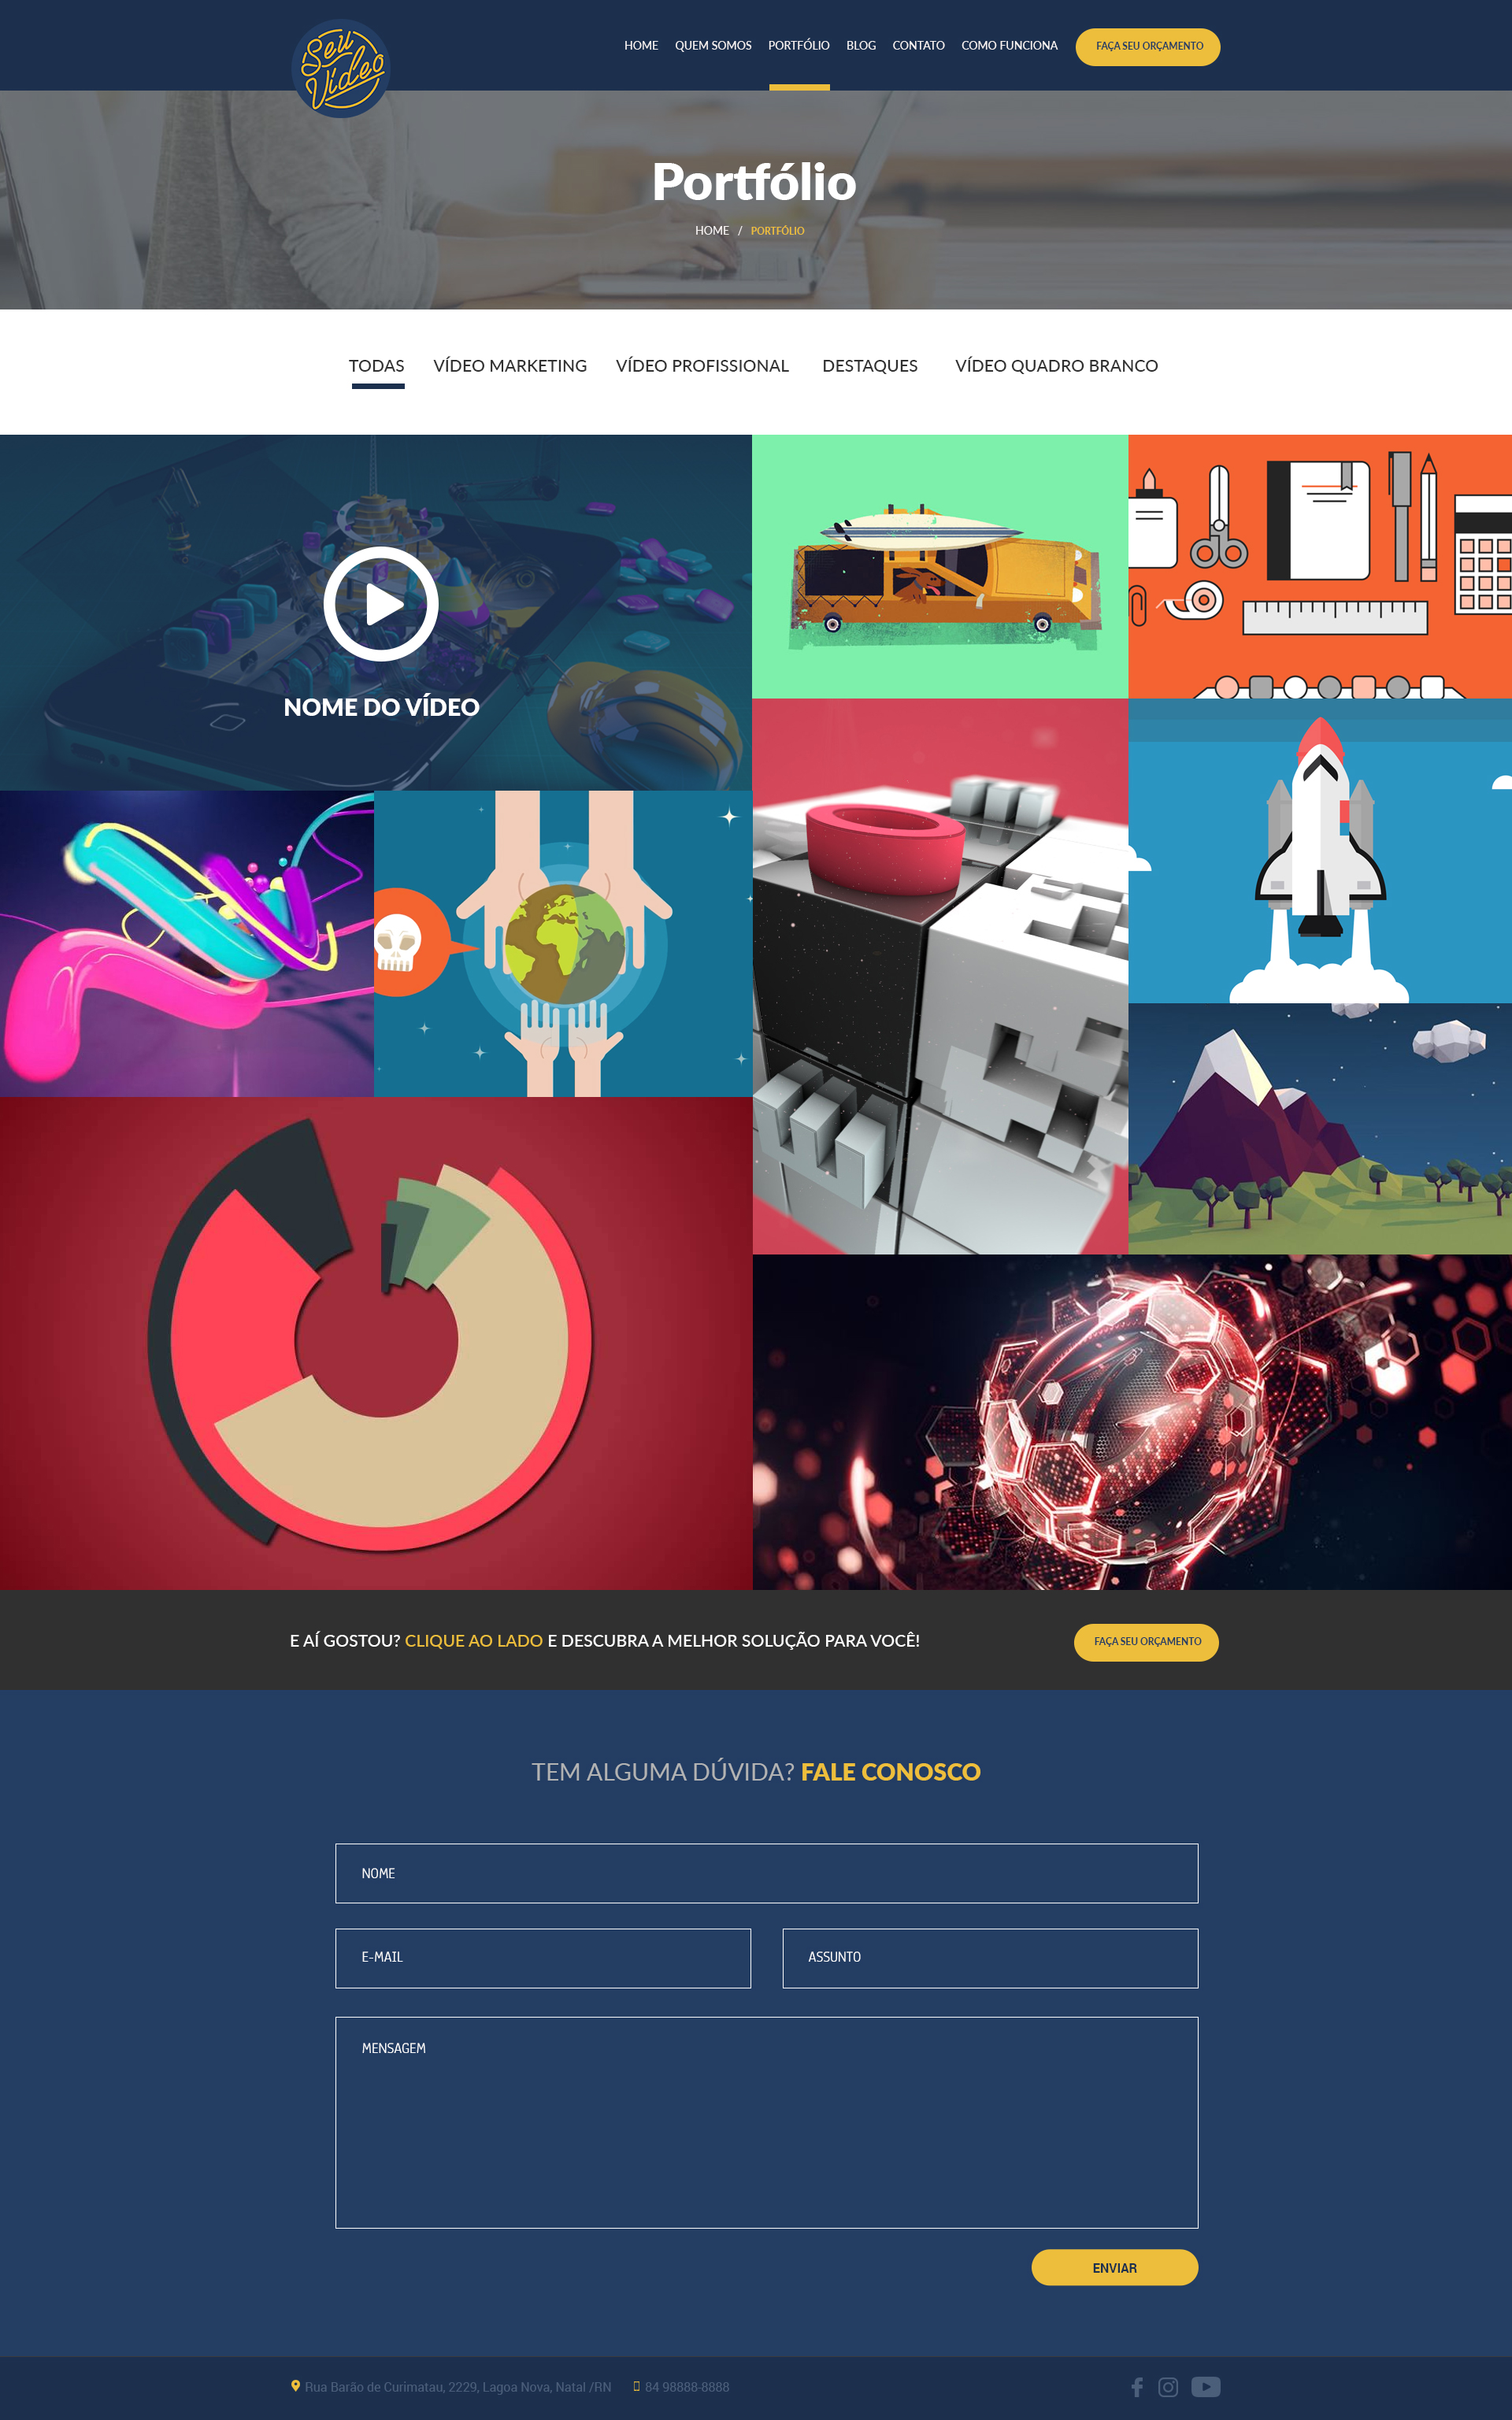 Seu
Vídeo
HOME QUEM SOMOS PORTFÓLIO BLOG CONTATO COMO FUNCIONA FAÇA SEU ORÇAMENTO
Portfólio
HOME / PORTFÓLIO
TODAS VÍDEO MARKETING VÍDEO PROFISSIONAL DESTAQUES VÍDEO QUADRO BRANCO
NOME DO VÍDEO
E AÍ GOSTOU? CLIQUE AO LADO E DESCUBRA A MELHOR SOLUÇÃO PARA VOCÊ! FAÇA SEU ORÇAMENTO
TEM ALGUMA DÚVIDA? FALE CONOSCO
NOME
E-MAIL ASSUNTO
MENSAGEM
ENVIAR
Rua Barão de Curimatau, 2229, Lagoa Nova, Natal /RN 84 98888-8888